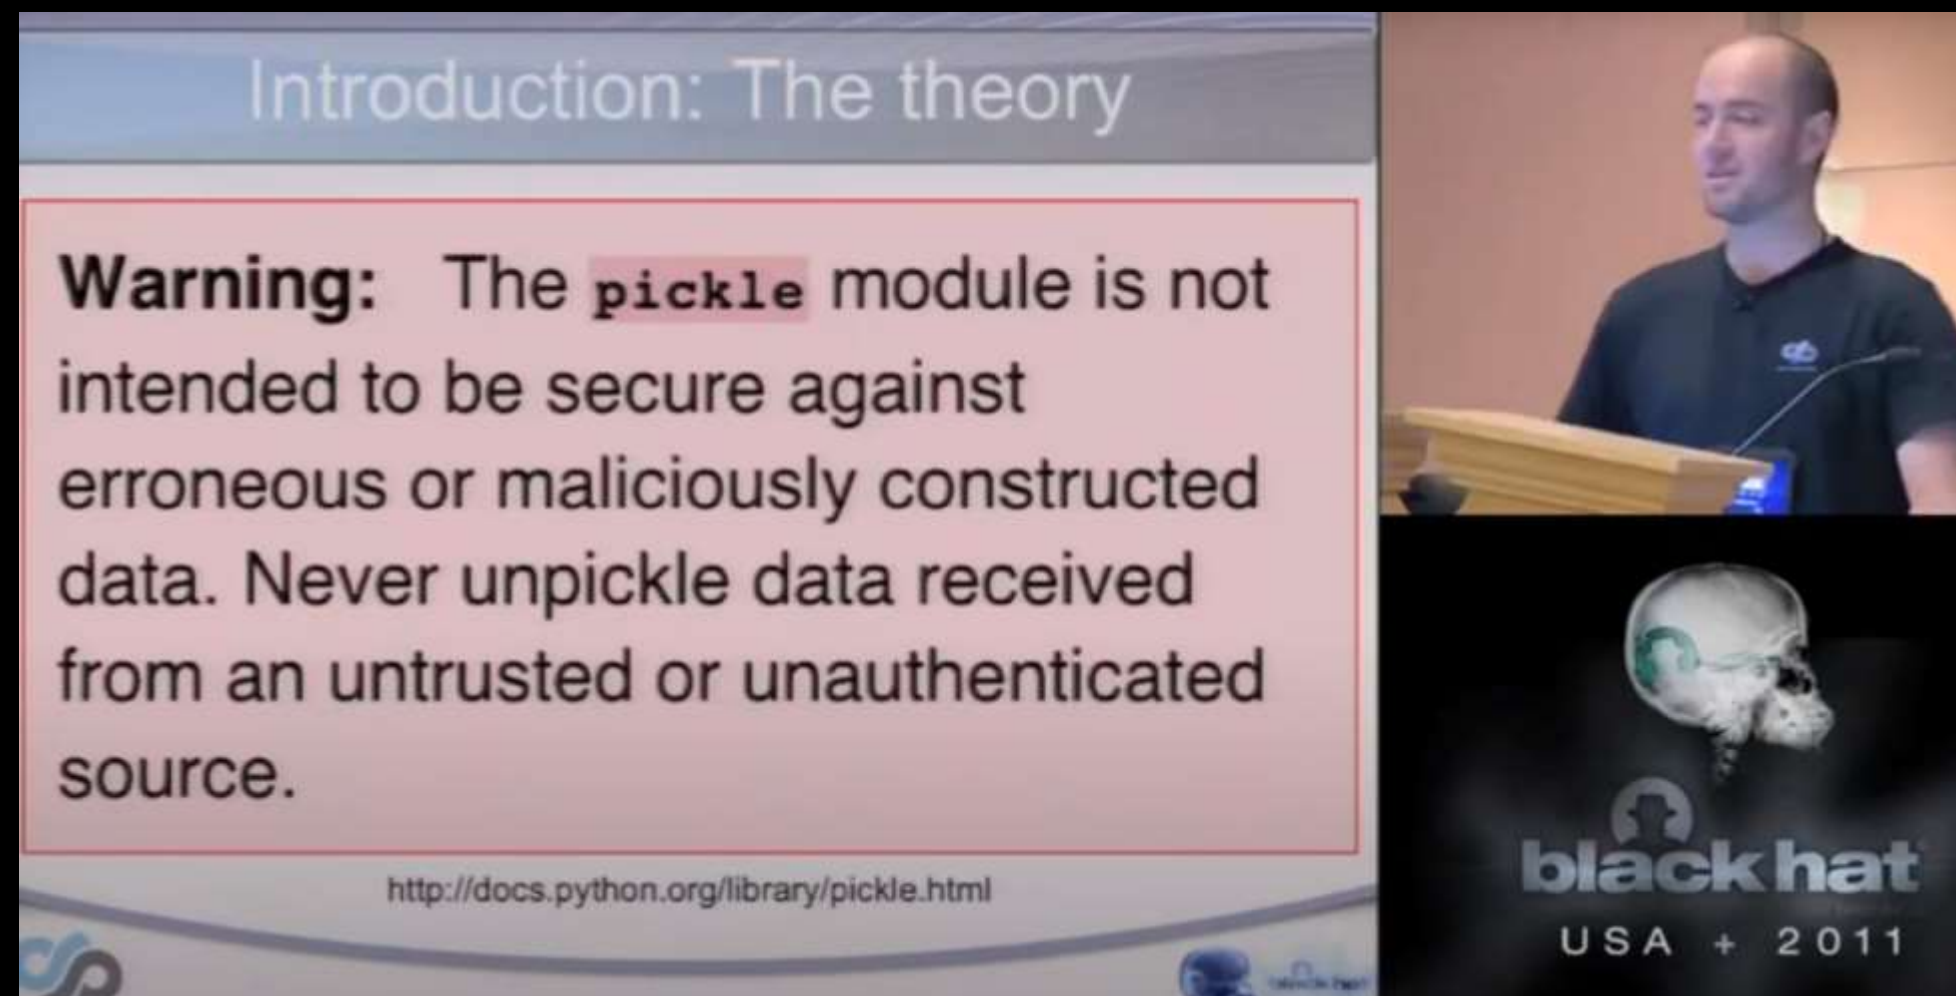 Introduction: The theory
Warning: The pickle module is not
intended to be secure against
erroneous or maliciously constructed
data. Never unpickle data received
from an untrusted or unauthenticated
source.
http://docs.python.org/library/pickle.html
black hat
black hat
USA + 2011